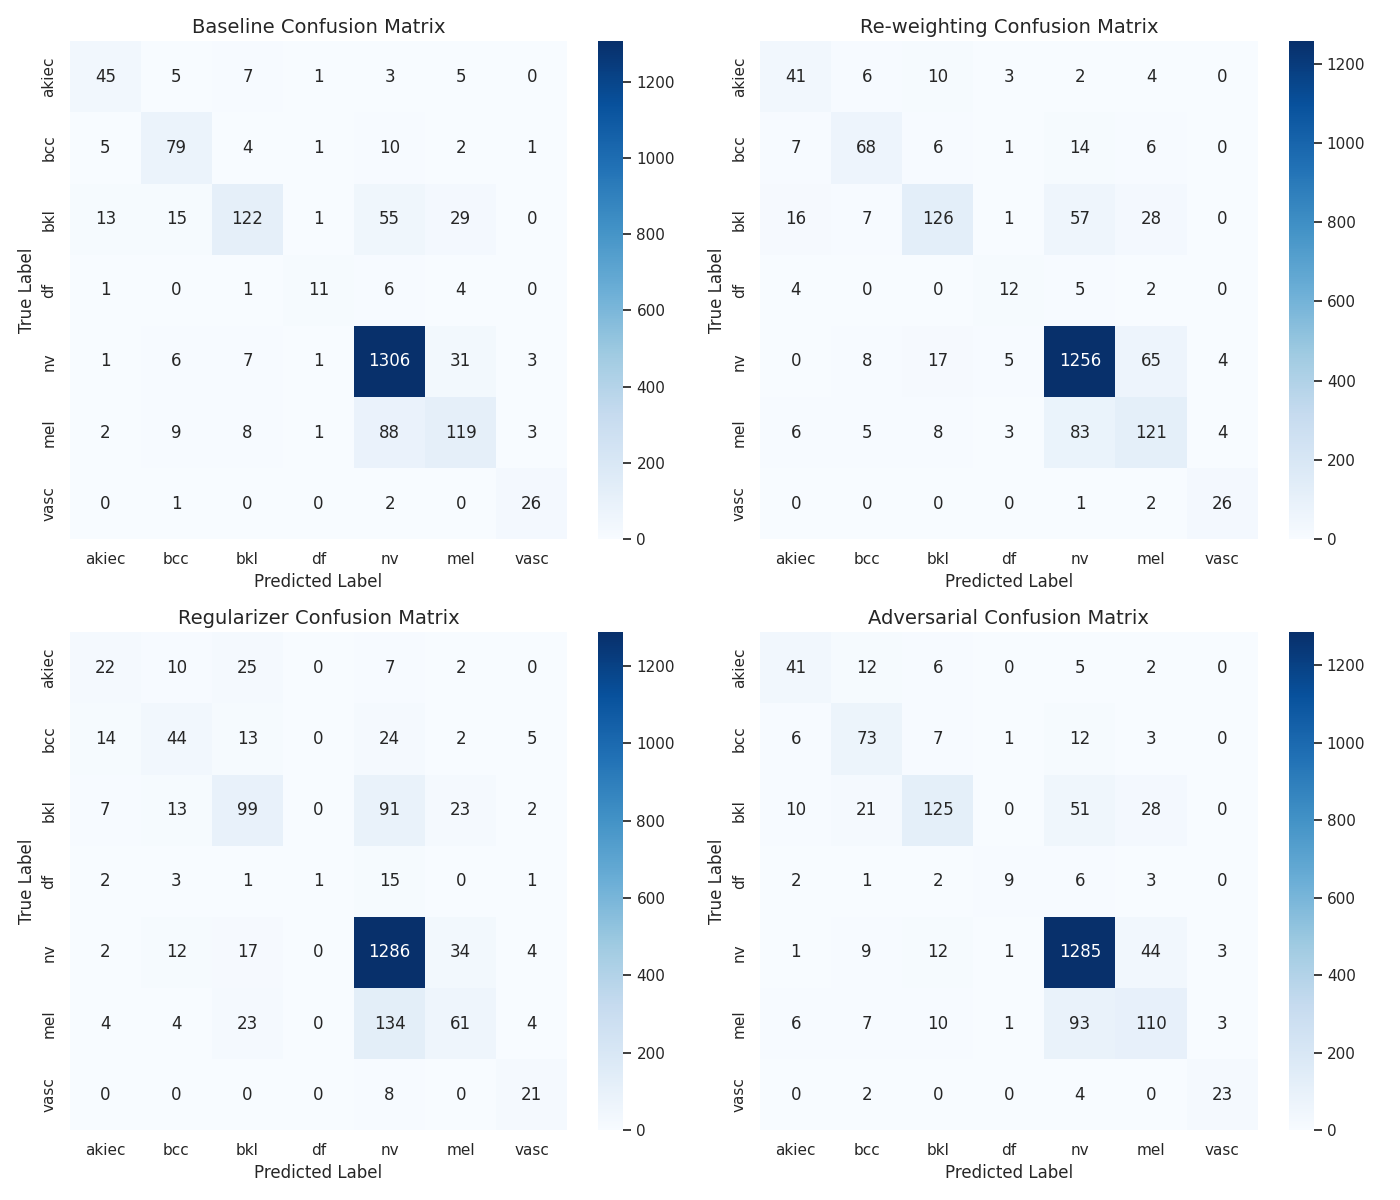 Baseline Confusion Matrix
True Label
akiec 45 5 7 1 3 5 0
bcc 5 79 4 1 10 2 1
bkl 13 15 122 1 55 29 0
df 1 0 1 11 6 4 0
nv 1 6 7 1 1306 31 3
mel 2 9 8 1 88 119 3
vasc 0 1 0 0 2 0 26
akiec bcc bkl df nv mel vasc
Predicted Label
1200
1000
800
600
400
200
0
Re-weighting Confusion Matrix
True Label
akiec 41 6 10 3 2 4 0
bcc 7 68 6 1 14 6 0
bkl 16 7 126 1 57 28 0
df 4 0 0 12 5 2 0
nv 0 8 17 5 1256 65 4
mel 6 5 8 3 83 121 4
vasc 0 0 0 0 1 2 26
akiec bcc bkl df nv mel vasc
Predicted Label
1200
1000
800
600
400
200
0
Regularizer Confusion Matrix
True Label
akiec 22 10 25 0 7 2 0
bcc 14 44 13 0 24 2 5
bkl 7 13 99 0 91 23 2
df 2 3 1 1 15 0 1
nv 2 12 17 0 1286 34 4
mel 4 4 23 0 134 61 4
vasc 0 0 0 0 8 0 21
akiec bcc bkl df nv mel vasc
Predicted Label
1200
1000
800
600
400
200
0
Adversarial Confusion Matrix
True Label
akiec 41 12 6 0 5 2 0
bcc 6 73 7 1 12 3 0
bkl 10 21 125 0 51 28 0
df 2 1 2 9 6 3 0
nv 1 9 12 1 1285 44 3
mel 6 7 10 1 93 110 3
vasc 0 2 0 0 4 0 23
akiec bcc bkl df nv mel vasc
Predicted Label
1200
1000
800
600
400
200
0